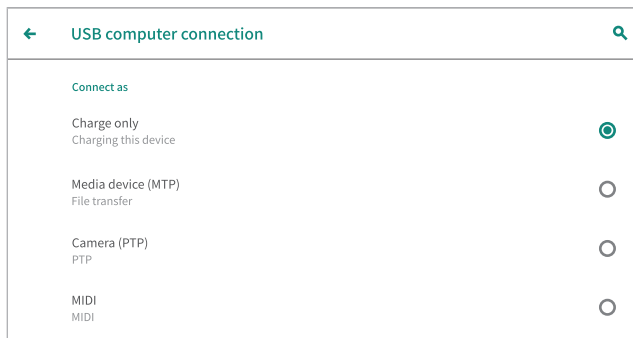 USB computer connection
Connect as
Charge only
Charging this device
Media device (MTP)
File transfer
Camera (PTP)
PTP
MIDI
MIDI